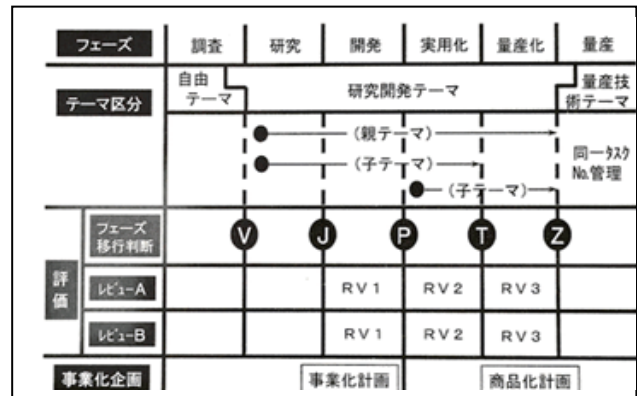 フェーズ 調査 研究 開発 実用化 量産化 量産
テーマ区分 自由テーマ 研究開発テーマ 量産技術テーマ
(親テーマ)
(子テーマ)
(子テーマ)
同一タスクNo.管理
評価
フェーズ移行判断 V J P T Z
レビューA RV1 RV2 RV3
レビューB RV1 RV2 RV3
事業化企画 事業化計画 商品化計画